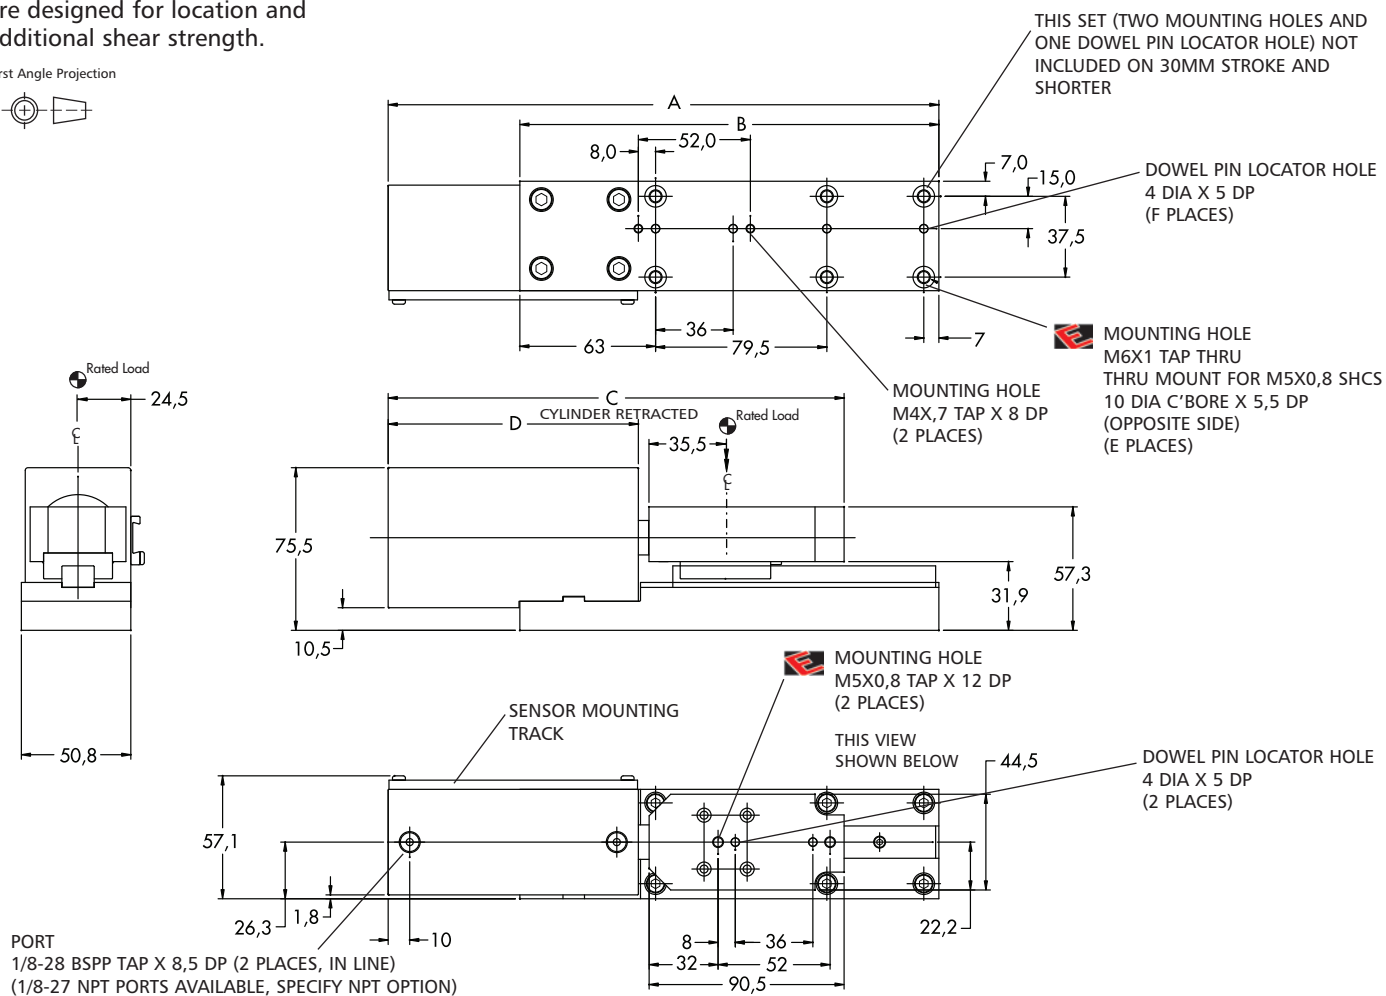 re designed for location and
dditional shear strength.
rst Angle Projection
THIS SET (TWO MOUNTING HOLES AND
ONE DOWEL PIN LOCATOR HOLE) NOT
INCLUDED ON 30MM STROKE AND
SHORTER
A
B
52,0
8,0
7,0
15,0
37,5
DOWEL PIN LOCATOR HOLE
4 DIA X 5 DP
(F PLACES)
36
63
79,5
7
MOUNTING HOLE
M6X1 TAP THRU
THRU MOUNT FOR M5X0,8 SHCS
10 DIA C'BORE X 5,5 DP
(OPPOSITE SIDE)
(E PLACES)
MOUNTING HOLE
M4X,7 TAP X 8 DP
(2 PLACES)
Rated Load
24,5
CL
50,8
C
CYLINDER RETRACTED
D
Rated Load
35,5
CL
75,5
10,5
31,9
57,3
MOUNTING HOLE
M5X0,8 TAP X 12 DP
(2 PLACES)
THIS VIEW
SHOWN BELOW
SENSOR MOUNTING
TRACK
44,5
DOWEL PIN LOCATOR HOLE
4 DIA X 5 DP
(2 PLACES)
57,1
26,3
1,8
10
8
36
32
52
90,5
22,2
PORT
1/8-28 BSPP TAP X 8,5 DP (2 PLACES, IN LINE)
(1/8-27 NPT PORTS AVAILABLE, SPECIFY NPT OPTION)